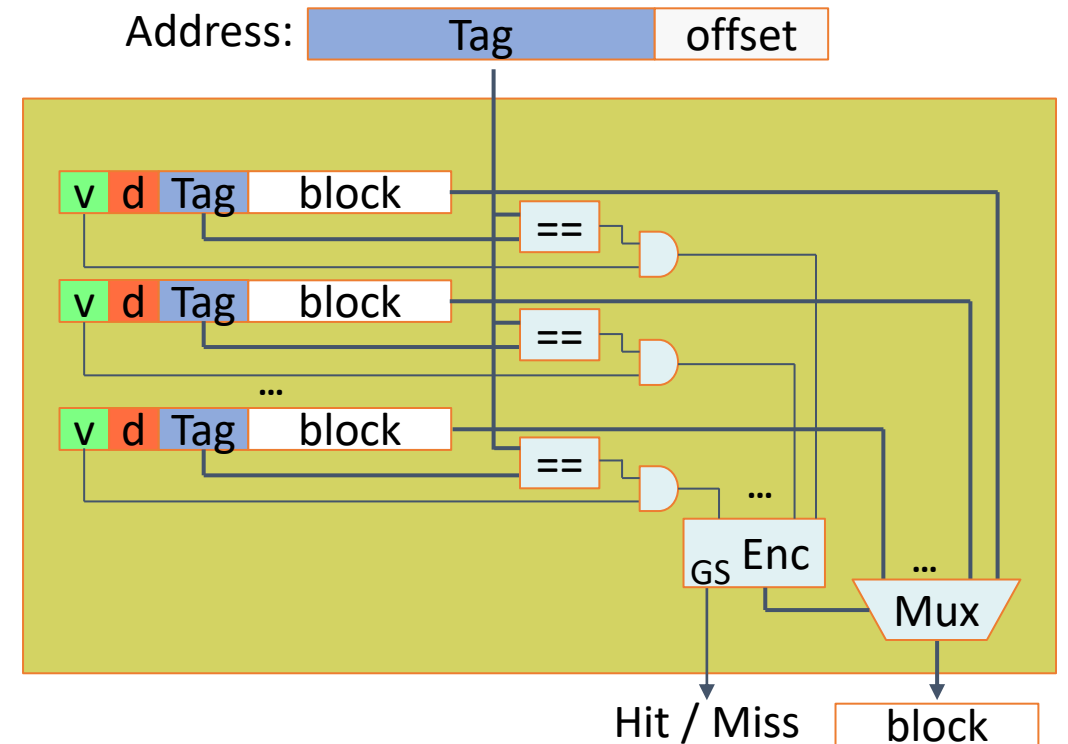 Address: Tag offset
v d Tag block
==
v d Tag block
==
...
v d Tag block
==
...
GS Enc
...
Mux
Hit / Miss block